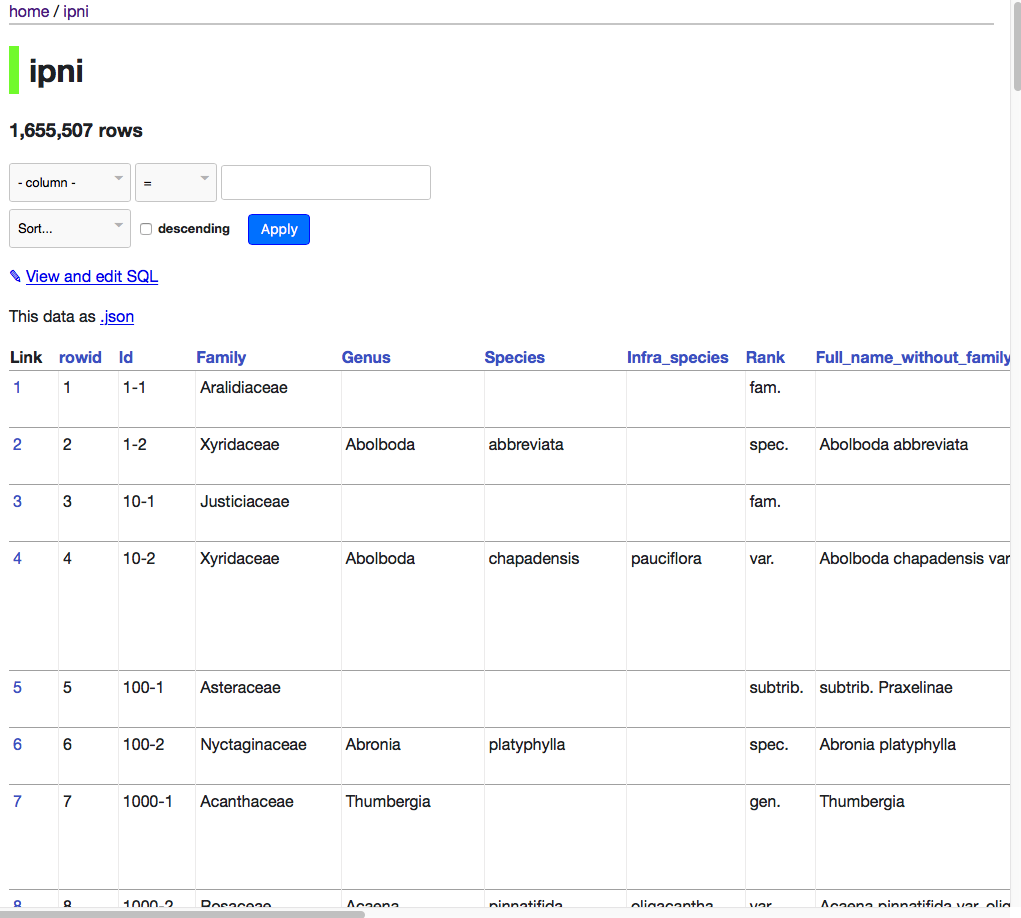 home / ipni
ipni
1,655,507 rows
- column - =
Sort... descending Apply
✎ View and edit SQL
This data as .json
Link rowid Id Family Genus Species Infra_species Rank Full_name_without_family
1 1 1-1 Aralidiaceae fam.
2 2 1-2 Xyridaceae Abolboda abbreviata spec. Abolboda abbreviata
3 3 10-1 Justiciaceae fam.
4 4 10-2 Xyridaceae Abolboda chapadensis pauciflora var. Abolboda chapadensis var
5 5 100-1 Asteraceae subtrib. subtrib. Praxelinae
6 6 100-2 Nyctaginaceae Abronia platyphylla spec. Abronia platyphylla
7 7 1000-1 Acanthaceae Thumbergia gen. Thumbergia
8 8 1000-2 Rosaceae Acaena pinnatifida oligacantha var. Acaena pinnatifida var. olig